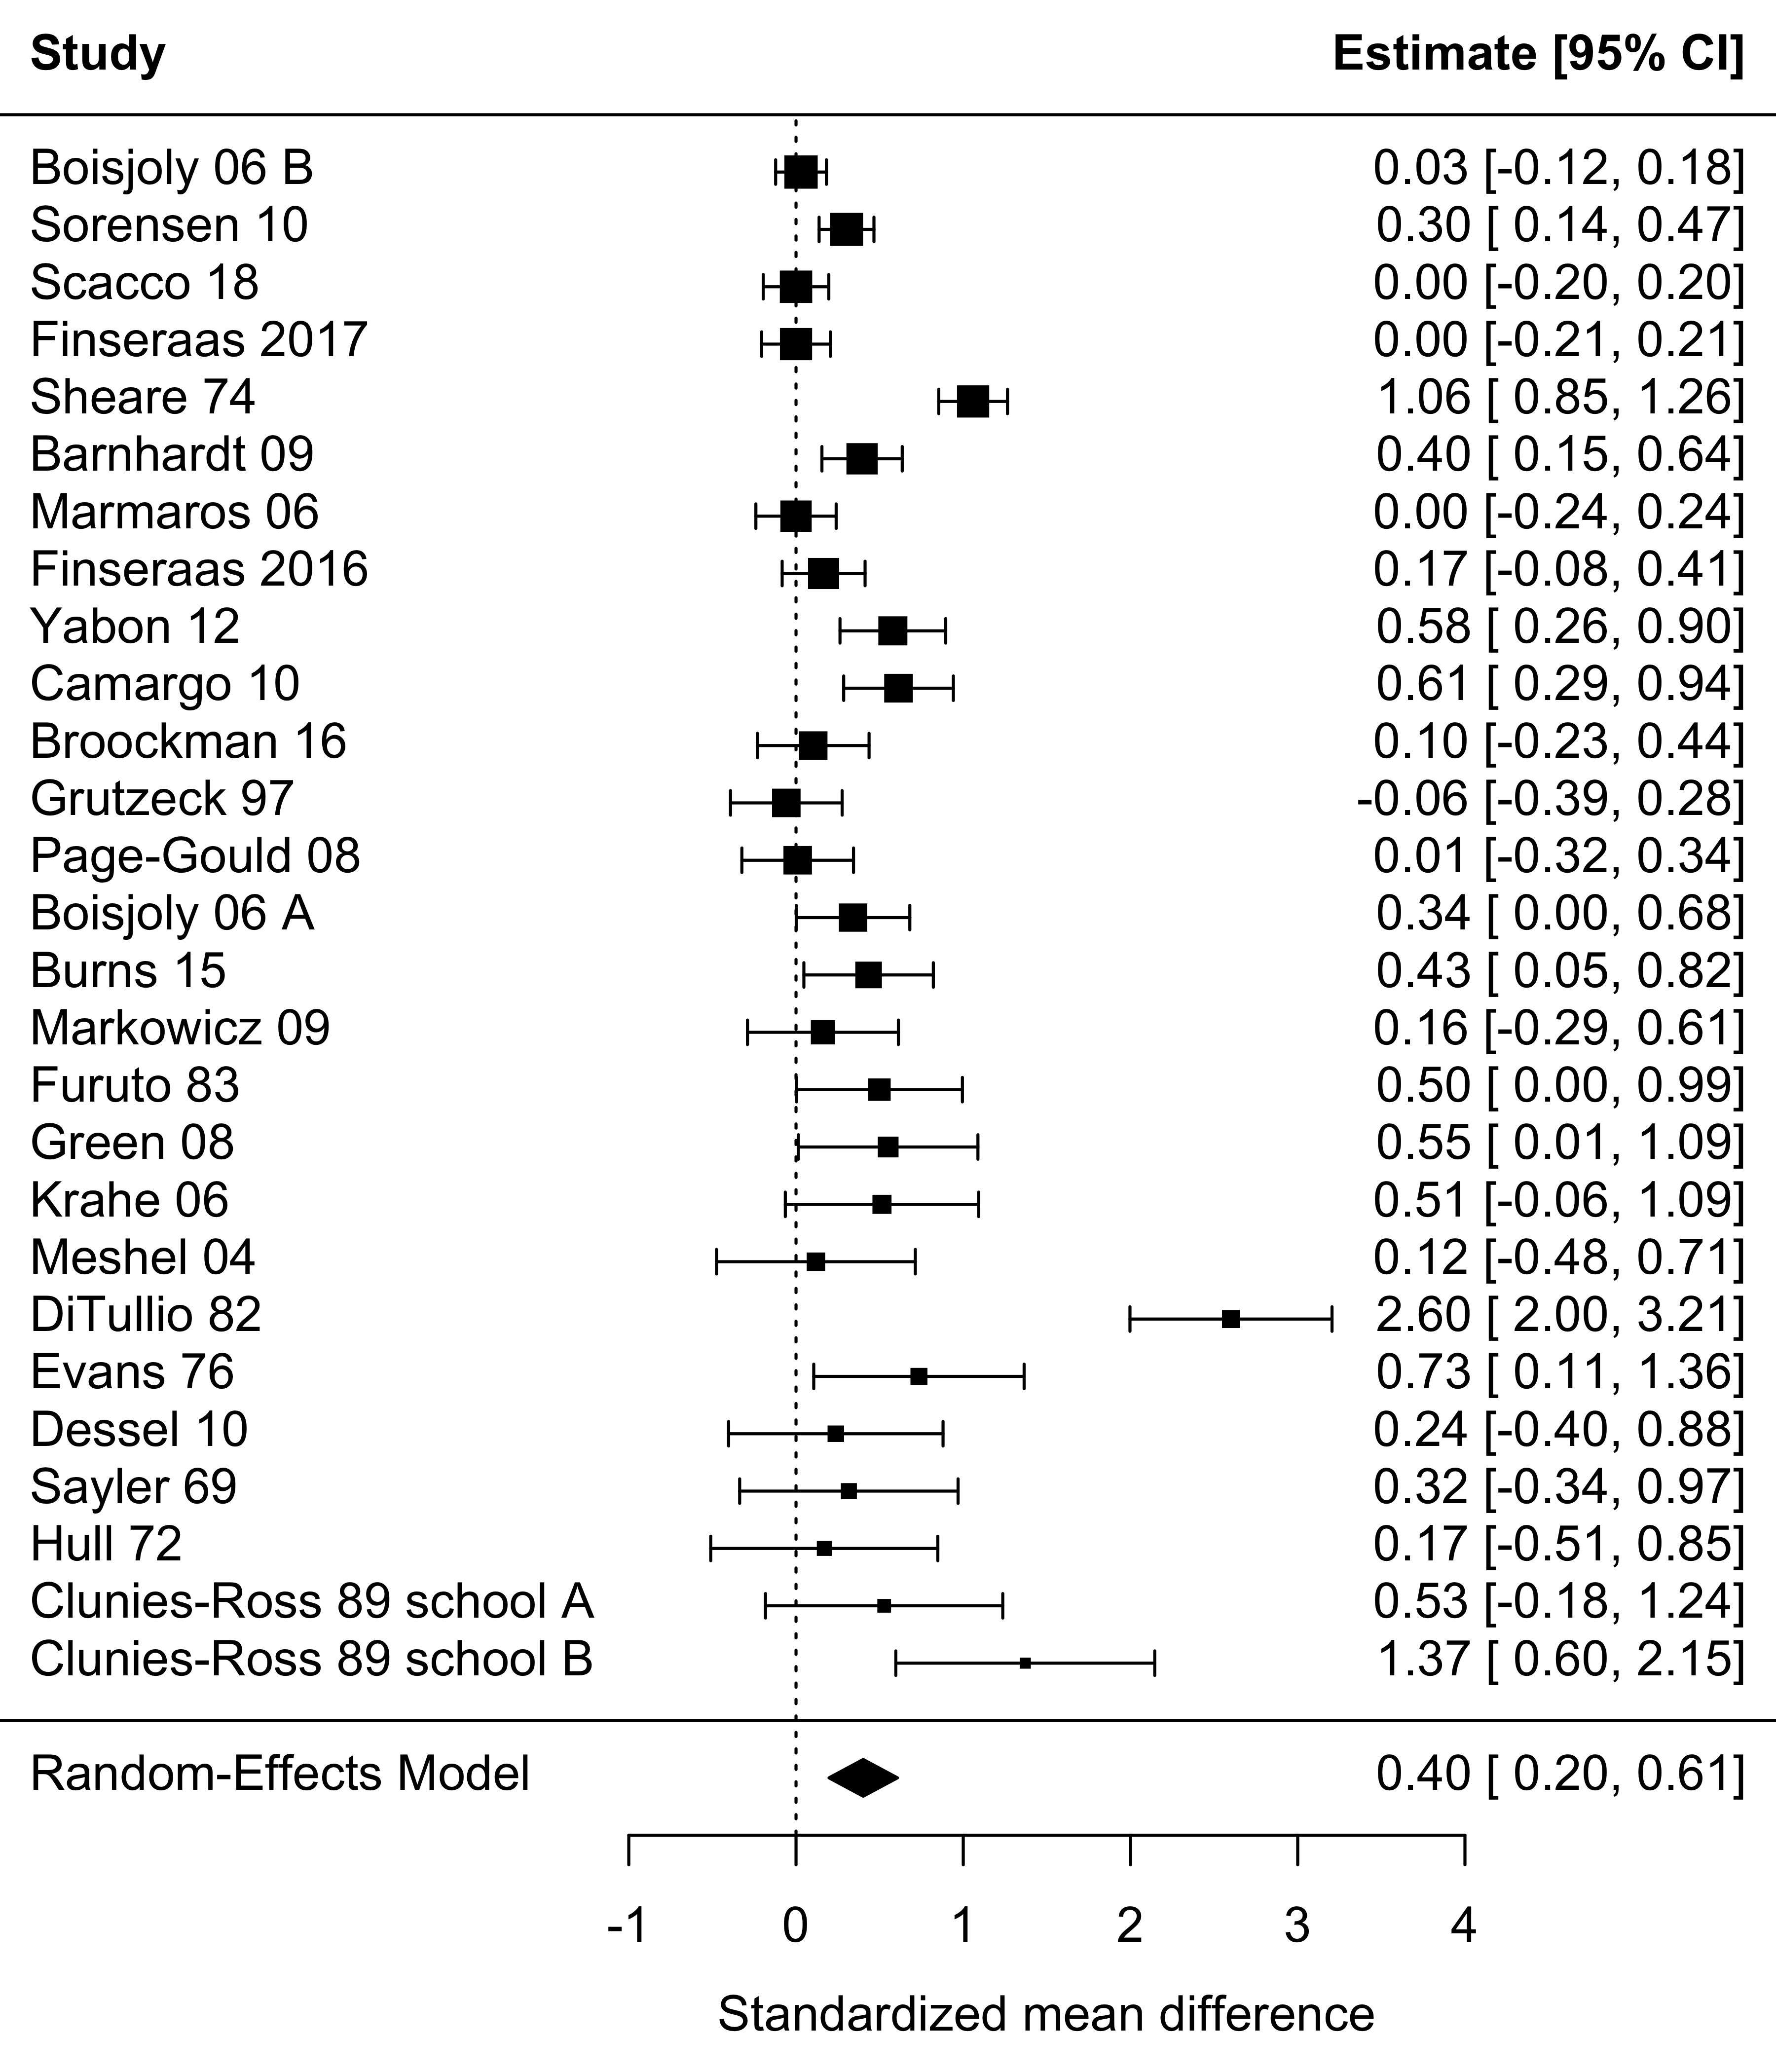 Study Estimate [95% CI]
Boisjoly 06 B 0.03 [-0.12, 0.18]
Sorensen 10 0.30 [ 0.14, 0.47]
Scacco 18 0.00 [-0.20, 0.20]
Finseraas 2017 0.00 [-0.21, 0.21]
Sheare 74 1.06 [ 0.85, 1.26]
Barnhardt 09 0.40 [ 0.15, 0.64]
Marmaros 06 0.00 [-0.24, 0.24]
Finseraas 2016 0.17 [-0.08, 0.41]
Yabon 12 0.58 [ 0.26, 0.90]
Camargo 10 0.61 [ 0.29, 0.94]
Broockman 16 0.10 [-0.23, 0.44]
Grutzeck 97 -0.06 [-0.39, 0.28]
Page-Gould 08 0.01 [-0.32, 0.34]
Boisjoly 06 A 0.34 [ 0.00, 0.68]
Burns 15 0.43 [ 0.05, 0.82]
Markowicz 09 0.16 [-0.29, 0.61]
Furuto 83 0.50 [ 0.00, 0.99]
Green 08 0.55 [ 0.01, 1.09]
Krahe 06 0.51 [-0.06, 1.09]
Meshel 04 0.12 [-0.48, 0.71]
DiTullio 82 2.60 [ 2.00, 3.21]
Evans 76 0.73 [ 0.11, 1.36]
Dessel 10 0.24 [-0.40, 0.88]
Sayler 69 0.32 [-0.34, 0.97]
Hull 72 0.17 [-0.51, 0.85]
Clunies-Ross 89 school A 0.53 [-0.18, 1.24]
Clunies-Ross 89 school B 1.37 [ 0.60, 2.15]
Random-Effects Model 0.40 [ 0.20, 0.61]
-1 0 1 2 3 4
Standardized mean difference